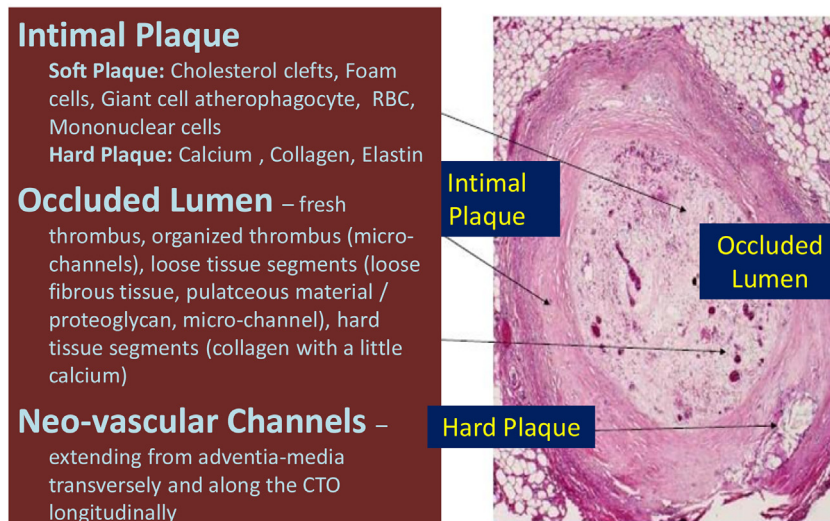 Intimal Plaque
Soft Plaque: Cholesterol clefts, Foam
cells, Giant cell atherophagocyte, RBC,
Mononuclear cells
Hard Plaque: Calcium , Collagen, Elastin
Occluded Lumen – fresh
thrombus, organized thrombus (micro-
channels), loose tissue segments (loose
fibrous tissue, pulatceous material /
proteoglycan, micro-channel), hard
tissue segments (collagen with a little
calcium)
Neo-vascular Channels –
extending from adventia-media
transversely and along the CTO
longitudinally
Intimal
Plaque
Occluded
Lumen
Hard Plaque